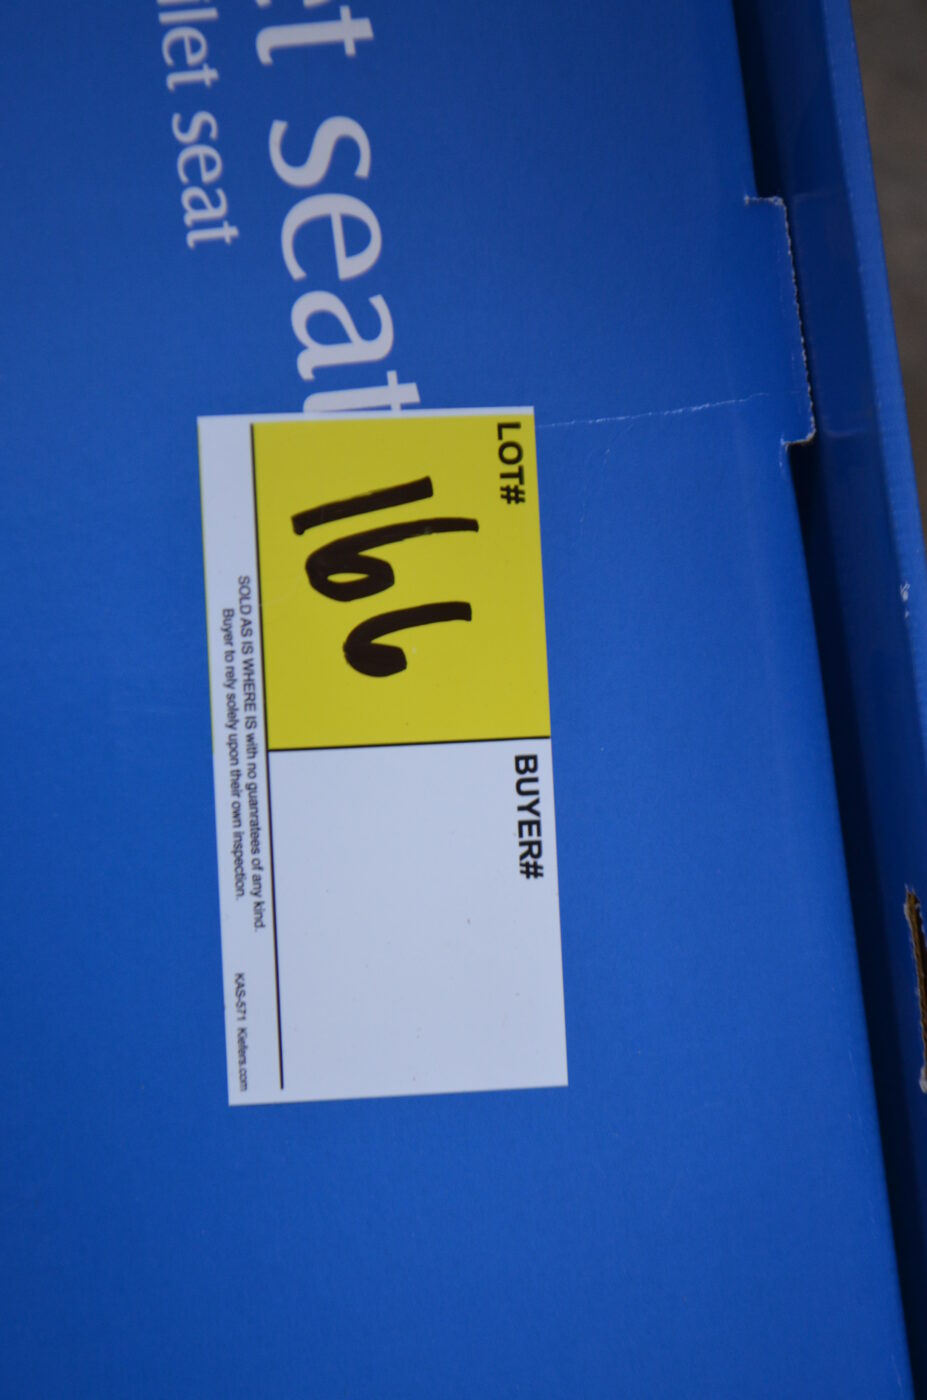 t seat
ilet seat
LOT# BUYER#
166
SOLD AS IS WHERE IS with no guanratees of any kind.
Buyer to rely solely upon their own inspection. KAS-571 Kiefers.com